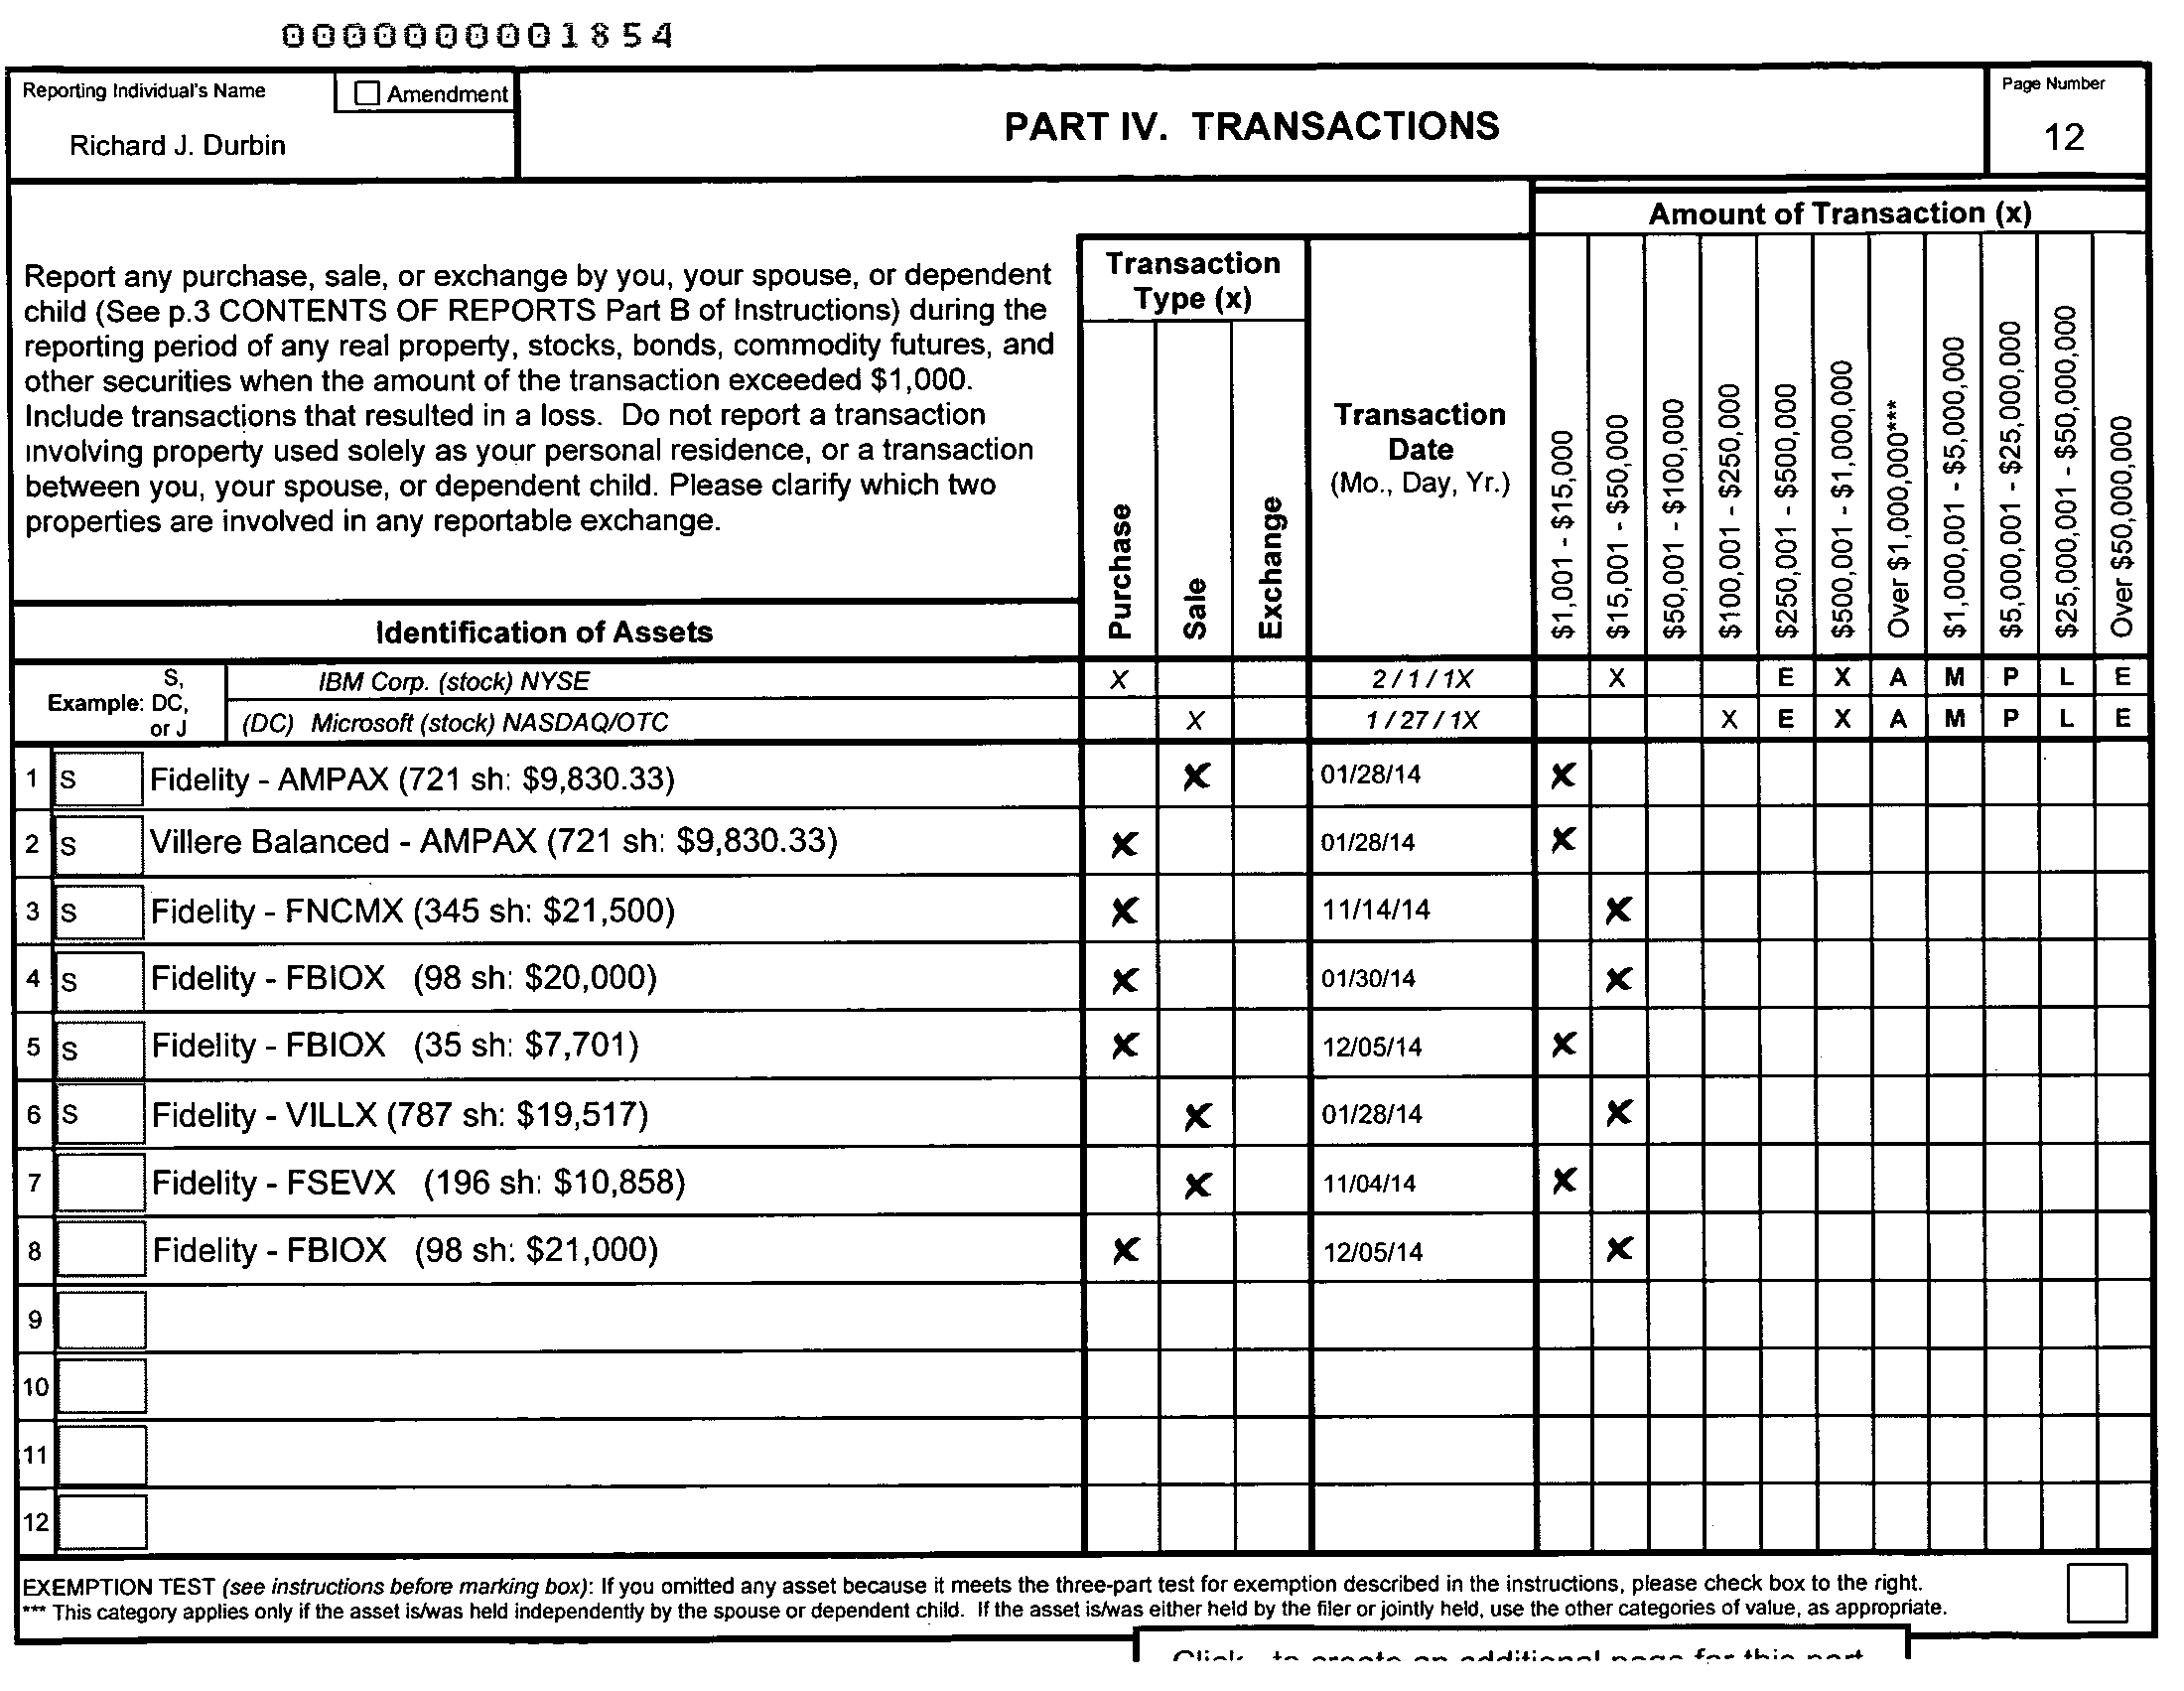 0000000001854
Reporting Individual's Name
Amendment
Richard J. Durbin
PART IV. TRANSACTIONS
Page Number
12
Report any purchase, sale, or exchange by you, your spouse, or dependent
child (See p.3 CONTENTS OF REPORTS Part B of Instructions) during the
reporting period of any real property, stocks, bonds, commodity futures, and
other securities when the amount of the transaction exceeded $1,000.
Include transactions that resulted in a loss. Do not report a transaction
involving property used solely as your personal residence, or a transaction
between you, your spouse, or dependent child. Please clarify which two
properties are involved in any reportable exchange.
Identification of Assets
Transaction
Type (x)
Purchase
Sale
Exchange
Transaction
Date
(Mo., Day, Yr.)
Amount of Transaction (x)
$1,001 - $15,000
$15,001 - $50,000
$50,001 - $100,000
$100,001 - $250,000
$250,001 - $500,000
$500,001 - $1,000,000
Over $1,000,000***
$1,000,001 - $5,000,000
$5,000,001 - $25,000,000
$25,000,001 - $50,000,000
Over $50,000,000
Example: S, DC, or J
IBM Corp. (stock) NYSE X 2 / 1 / 1X X E X A M P L E
(DC) Microsoft (stock) NASDAQ/OTC X 1 / 27 / 1X X E X A M P L E
1 S Fidelity - AMPAX (721 sh: $9,830.33) X 01/28/14 X
2 S Villere Balanced - AMPAX (721 sh: $9,830.33) X 01/28/14 X
3 S Fidelity - FNCMX (345 sh: $21,500) X 11/14/14 X
4 S Fidelity - FBIOX (98 sh: $20,000) X 01/30/14 X
5 S Fidelity - FBIOX (35 sh: $7,701) X 12/05/14 X
6 S Fidelity - VILLX (787 sh: $19,517) X 01/28/14 X
7 Fidelity - FSEVX (196 sh: $10,858) X 11/04/14 X
8 Fidelity - FBIOX (98 sh: $21,000) X 12/05/14 X
9
10
11
12
EXEMPTION TEST (see instructions before marking box): If you omitted any asset because it meets the three-part test for exemption described in the instructions, please check box to the right.
*** This category applies only if the asset is/was held independently by the spouse or dependent child. If the asset is/was either held by the filer or jointly held, use the other categories of value, as appropriate.
Click to create an additional page for this part